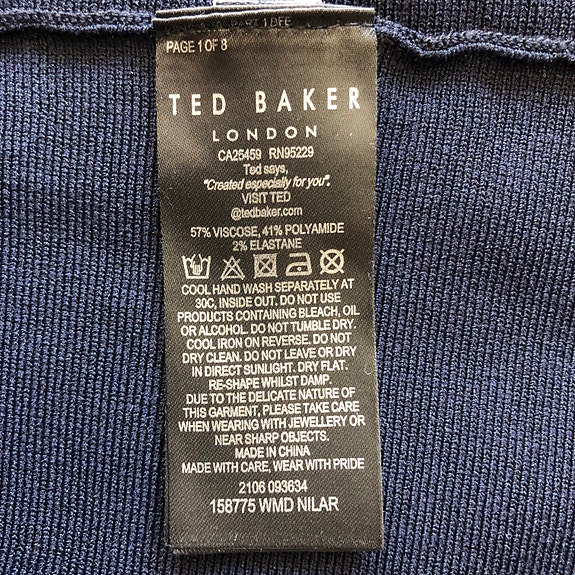 PAGE 1 OF 8
TED BAKER
LONDON
CA25459 RN95229
Ted says,
"Created especially for you".
VISIT TED
@tedbaker.com
57% VISCOSE, 41% POLYAMIDE
2% ELASTANE
COOL HAND WASH SEPARATELY AT
30C, INSIDE OUT. DO NOT USE
PRODUCTS CONTAINING BLEACH, OIL
OR ALCOHOL. DO NOT TUMBLE DRY.
COOL IRON ON REVERSE. DO NOT
DRY CLEAN. DO NOT LEAVE OR DRY
IN DIRECT SUNLIGHT. DRY FLAT.
RE-SHAPE WHILST DAMP.
DUE TO THE DELICATE NATURE OF
THIS GARMENT, PLEASE TAKE CARE
WHEN WEARING WITH JEWELLERY OR
NEAR SHARP OBJECTS.
MADE IN CHINA
MADE WITH CARE, WEAR WITH PRIDE
2106 093634
158775 WMD NILAR